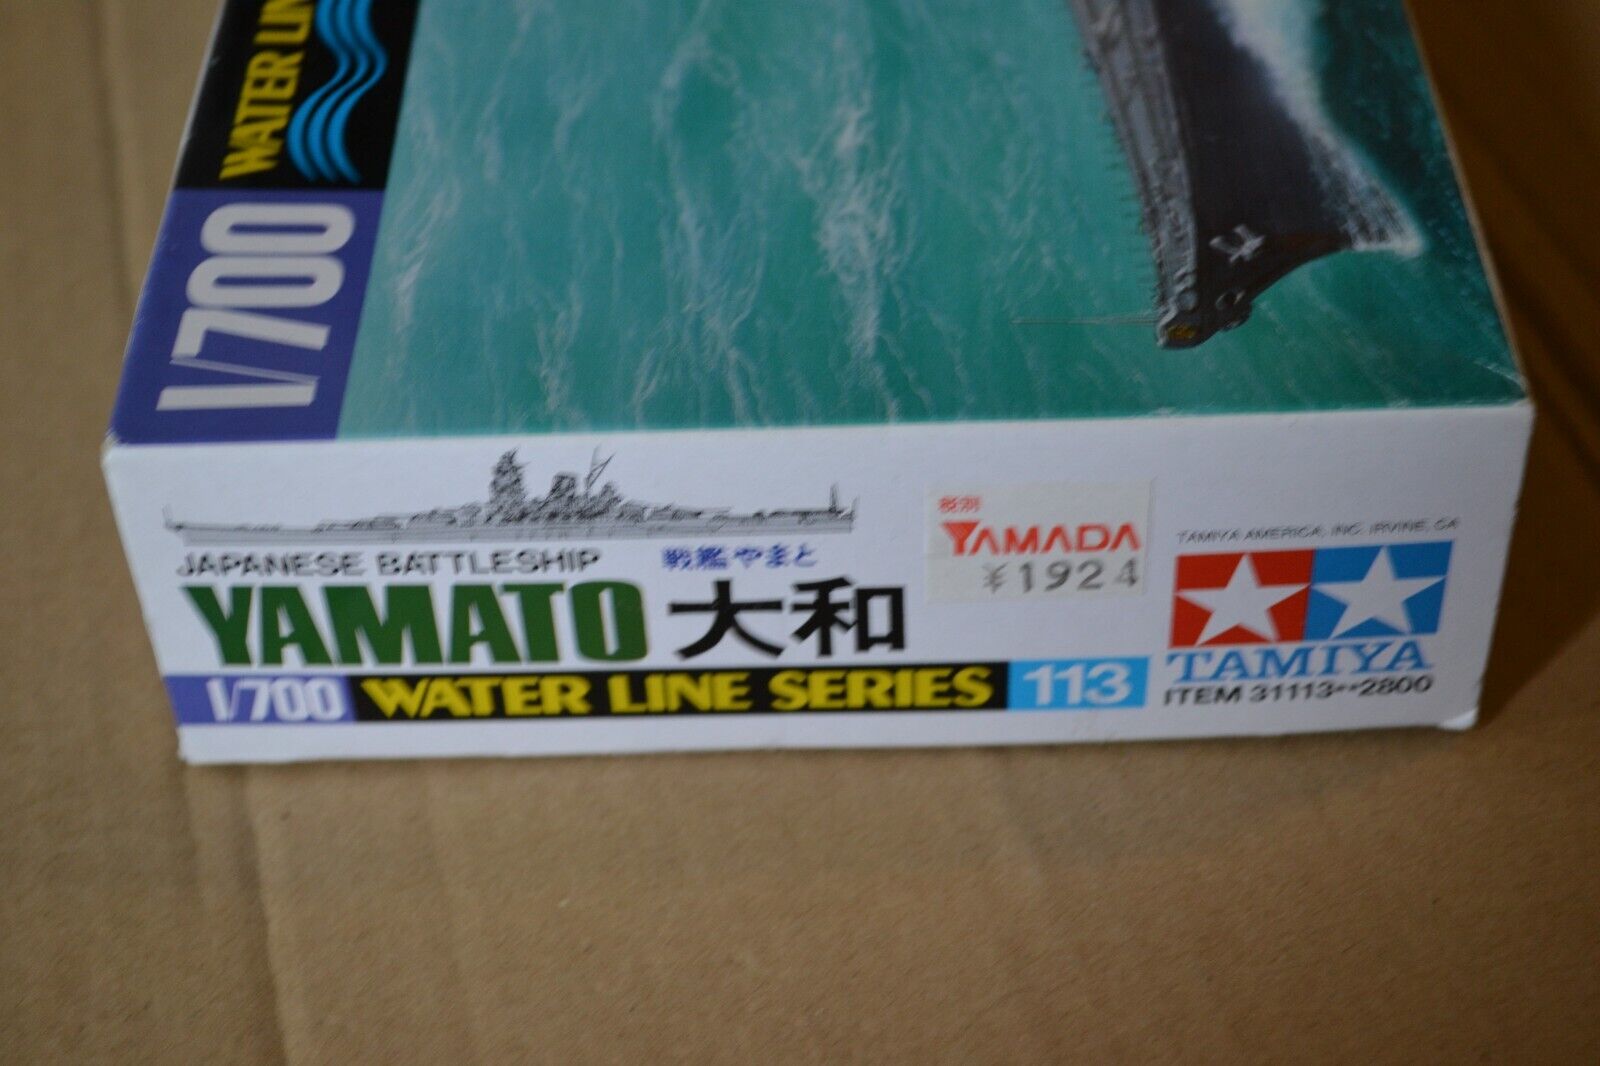 WATER LIN
1/700
JAPANESE BATTLESHIP
戦艦やまと
YAMATO 大和
1/700 WATER LINE SERIES 113
税別
YAMADA
¥1924
TAMIYA AMERICA, INC. IRVINE, CA
TAMIYA
ITEM 31113**2800